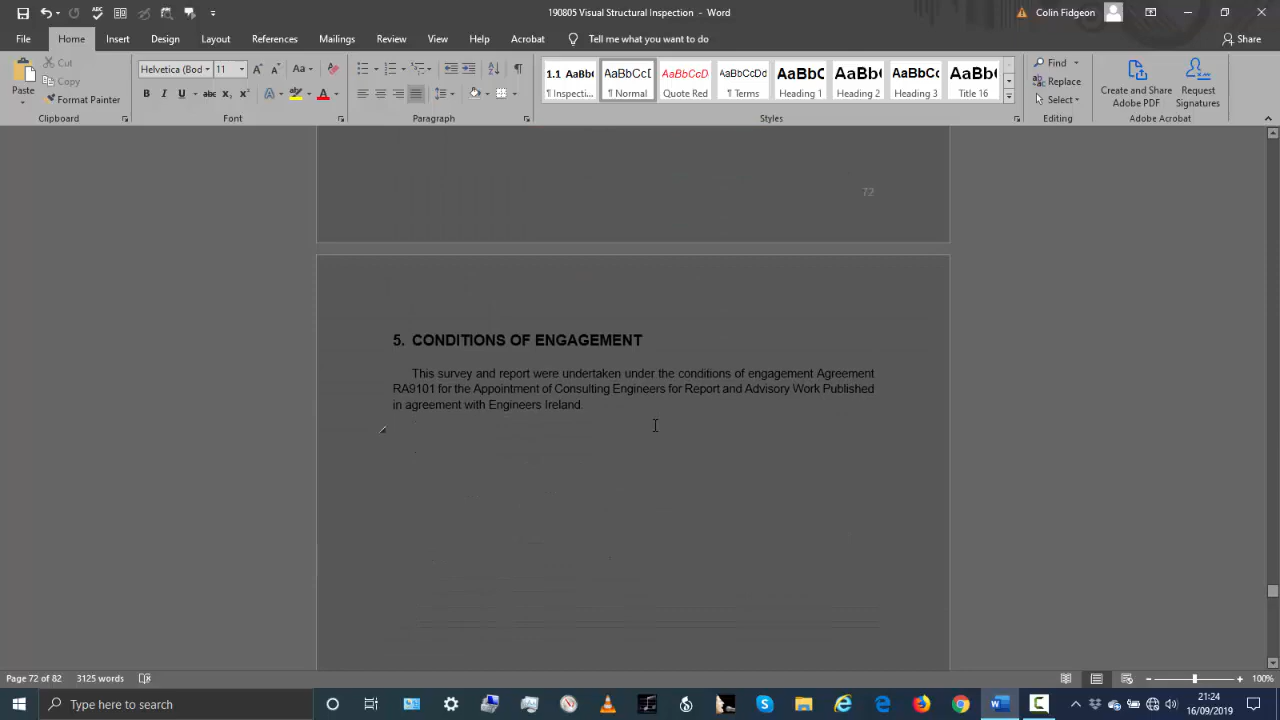 190805 Visual Structural Inspection - Word
Colin Fidgeon
File Home Insert Design Layout References Mailings Review View Help Acrobat Tell me what you want to do Share
Paste
Cut
Copy
Format Painter
Clipboard
Helvetica (Bod 11
Font
Paragraph
1.1 AaBb( AaBbCcD AaBbCcD AaBbCcDd AaBbC AaBbC AaBbCc AaBbC
¶ Inspecti... ¶ Normal Quote Red ¶ Terms Heading 1 Heading 2 Heading 3 Title 16
Styles
Find
Replace
Select
Editing
Create and Share
Adobe PDF
Request
Signatures
Adobe Acrobat
72
5. CONDITIONS OF ENGAGEMENT
This survey and report were undertaken under the conditions of engagement Agreement
RA9101 for the Appointment of Consulting Engineers for Report and Advisory Work Published
in agreement with Engineers Ireland.
Page 72 of 82 3125 words
100%
Type here to search
21:24
16/09/2019